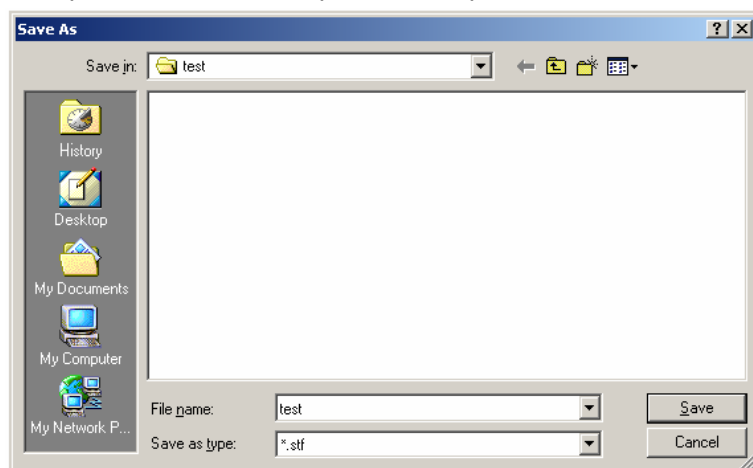 Save As
Save in: test
History
Desktop
My Documents
My Computer
My Network P...
File name: test Save
Save as type: *.stf Cancel